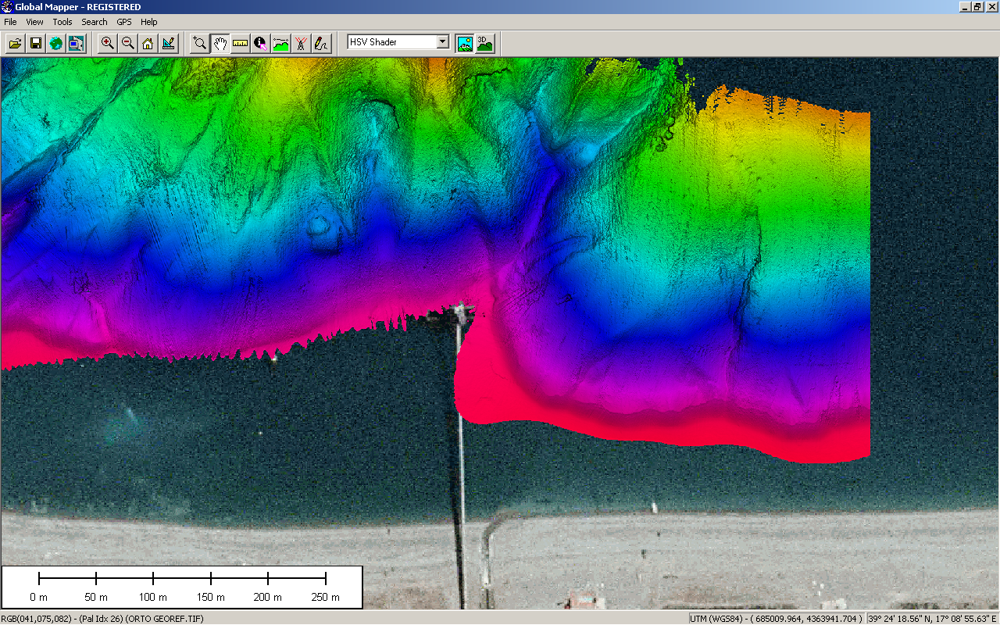 Global Mapper - REGISTERED
File View Tools Search GPS Help
HSV Shader 3D
0 m 50 m 100 m 150 m 200 m 250 m
RGB(041,075,082) - (Pal Idx 26) (ORTO GEOREF.TIF) UTM (WGS84) - ( 685009.964, 4363941.704 ) 39° 24' 18.56" N, 17° 08' 55.63" E